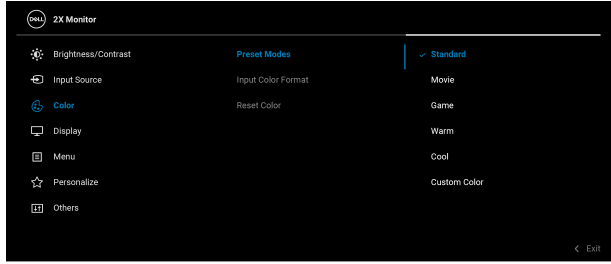 DELL 2X Monitor
Brightness/Contrast Preset Modes Standard
Input Source Input Color Format Movie
Color Reset Color Game
Display Warm
Menu Cool
Personalize Custom Color
Others
Exit